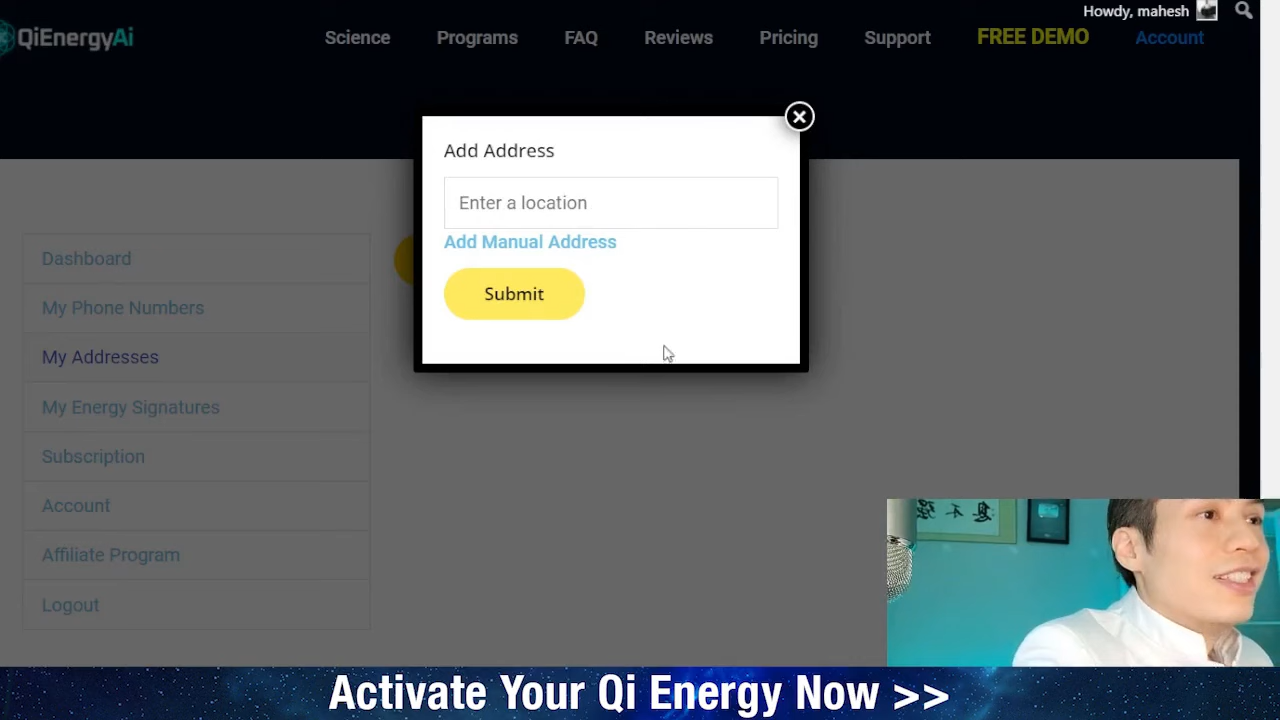 Howdy, mahesh
QiEnergyAi
Science
Programs
FAQ
Reviews
Pricing
Support
FREE DEMO
Account
Add Address
Enter a location
Add Manual Address
Submit
Dashboard
My Phone Numbers
My Addresses
My Energy Signatures
Subscription
Account
Affiliate Program
Logout
Activate Your Qi Energy Now >>